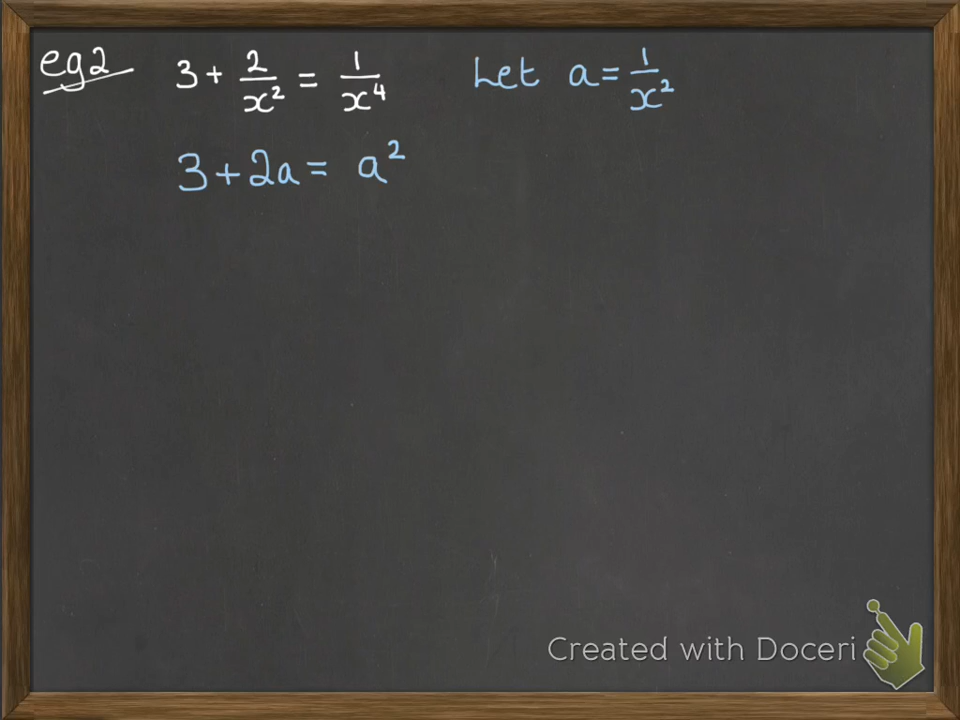 eg2 3 + 2/x² = 1/x⁴ Let a = 1/x²
3 + 2a = a²
Created with Doceri